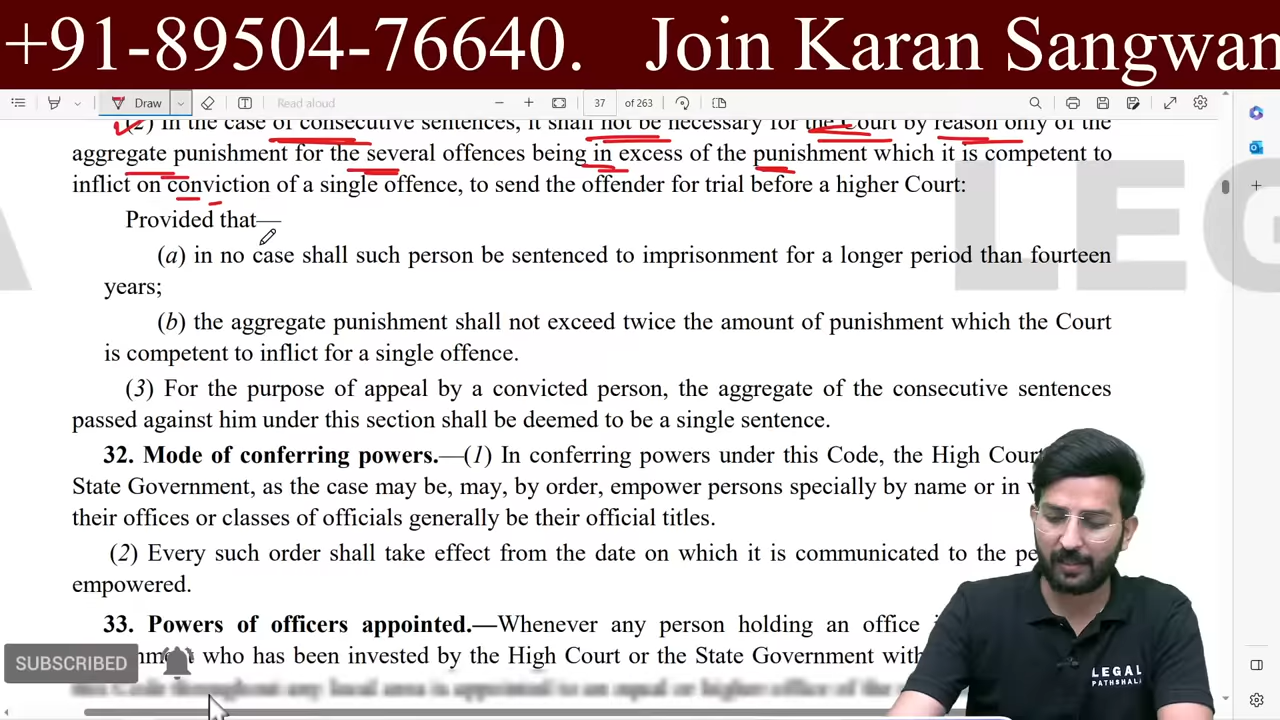 +91-89504-76640. Join Karan Sangwan
Draw
Read aloud
37 of 263
(2) In the case of consecutive sentences, it shall not be necessary for the Court by reason only of the
aggregate punishment for the several offences being in excess of the punishment which it is competent to
inflict on conviction of a single offence, to send the offender for trial before a higher Court:
Provided that—
(a) in no case shall such person be sentenced to imprisonment for a longer period than fourteen
years;
(b) the aggregate punishment shall not exceed twice the amount of punishment which the Court
is competent to inflict for a single offence.
(3) For the purpose of appeal by a convicted person, the aggregate of the consecutive sentences
passed against him under this section shall be deemed to be a single sentence.
32. Mode of conferring powers.—(1) In conferring powers under this Code, the High Court
State Government, as the case may be, may, by order, empower persons specially by name or in
their offices or classes of officials generally be their official titles.
(2) Every such order shall take effect from the date on which it is communicated to the
empowered.
33. Powers of officers appointed.—Whenever any person holding an office
who has been invested by the High Court or the State Government with
SUBSCRIBED
LEGAL
PATHSHALA
LEG
A